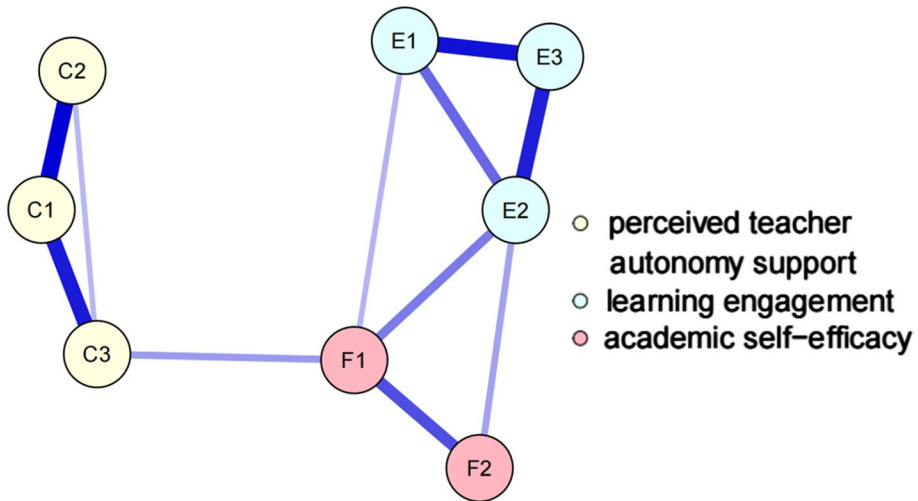 E1
E3
C2
C1
E2
perceived teacher
autonomy support
learning engagement
academic self-efficacy
C3
F1
F2